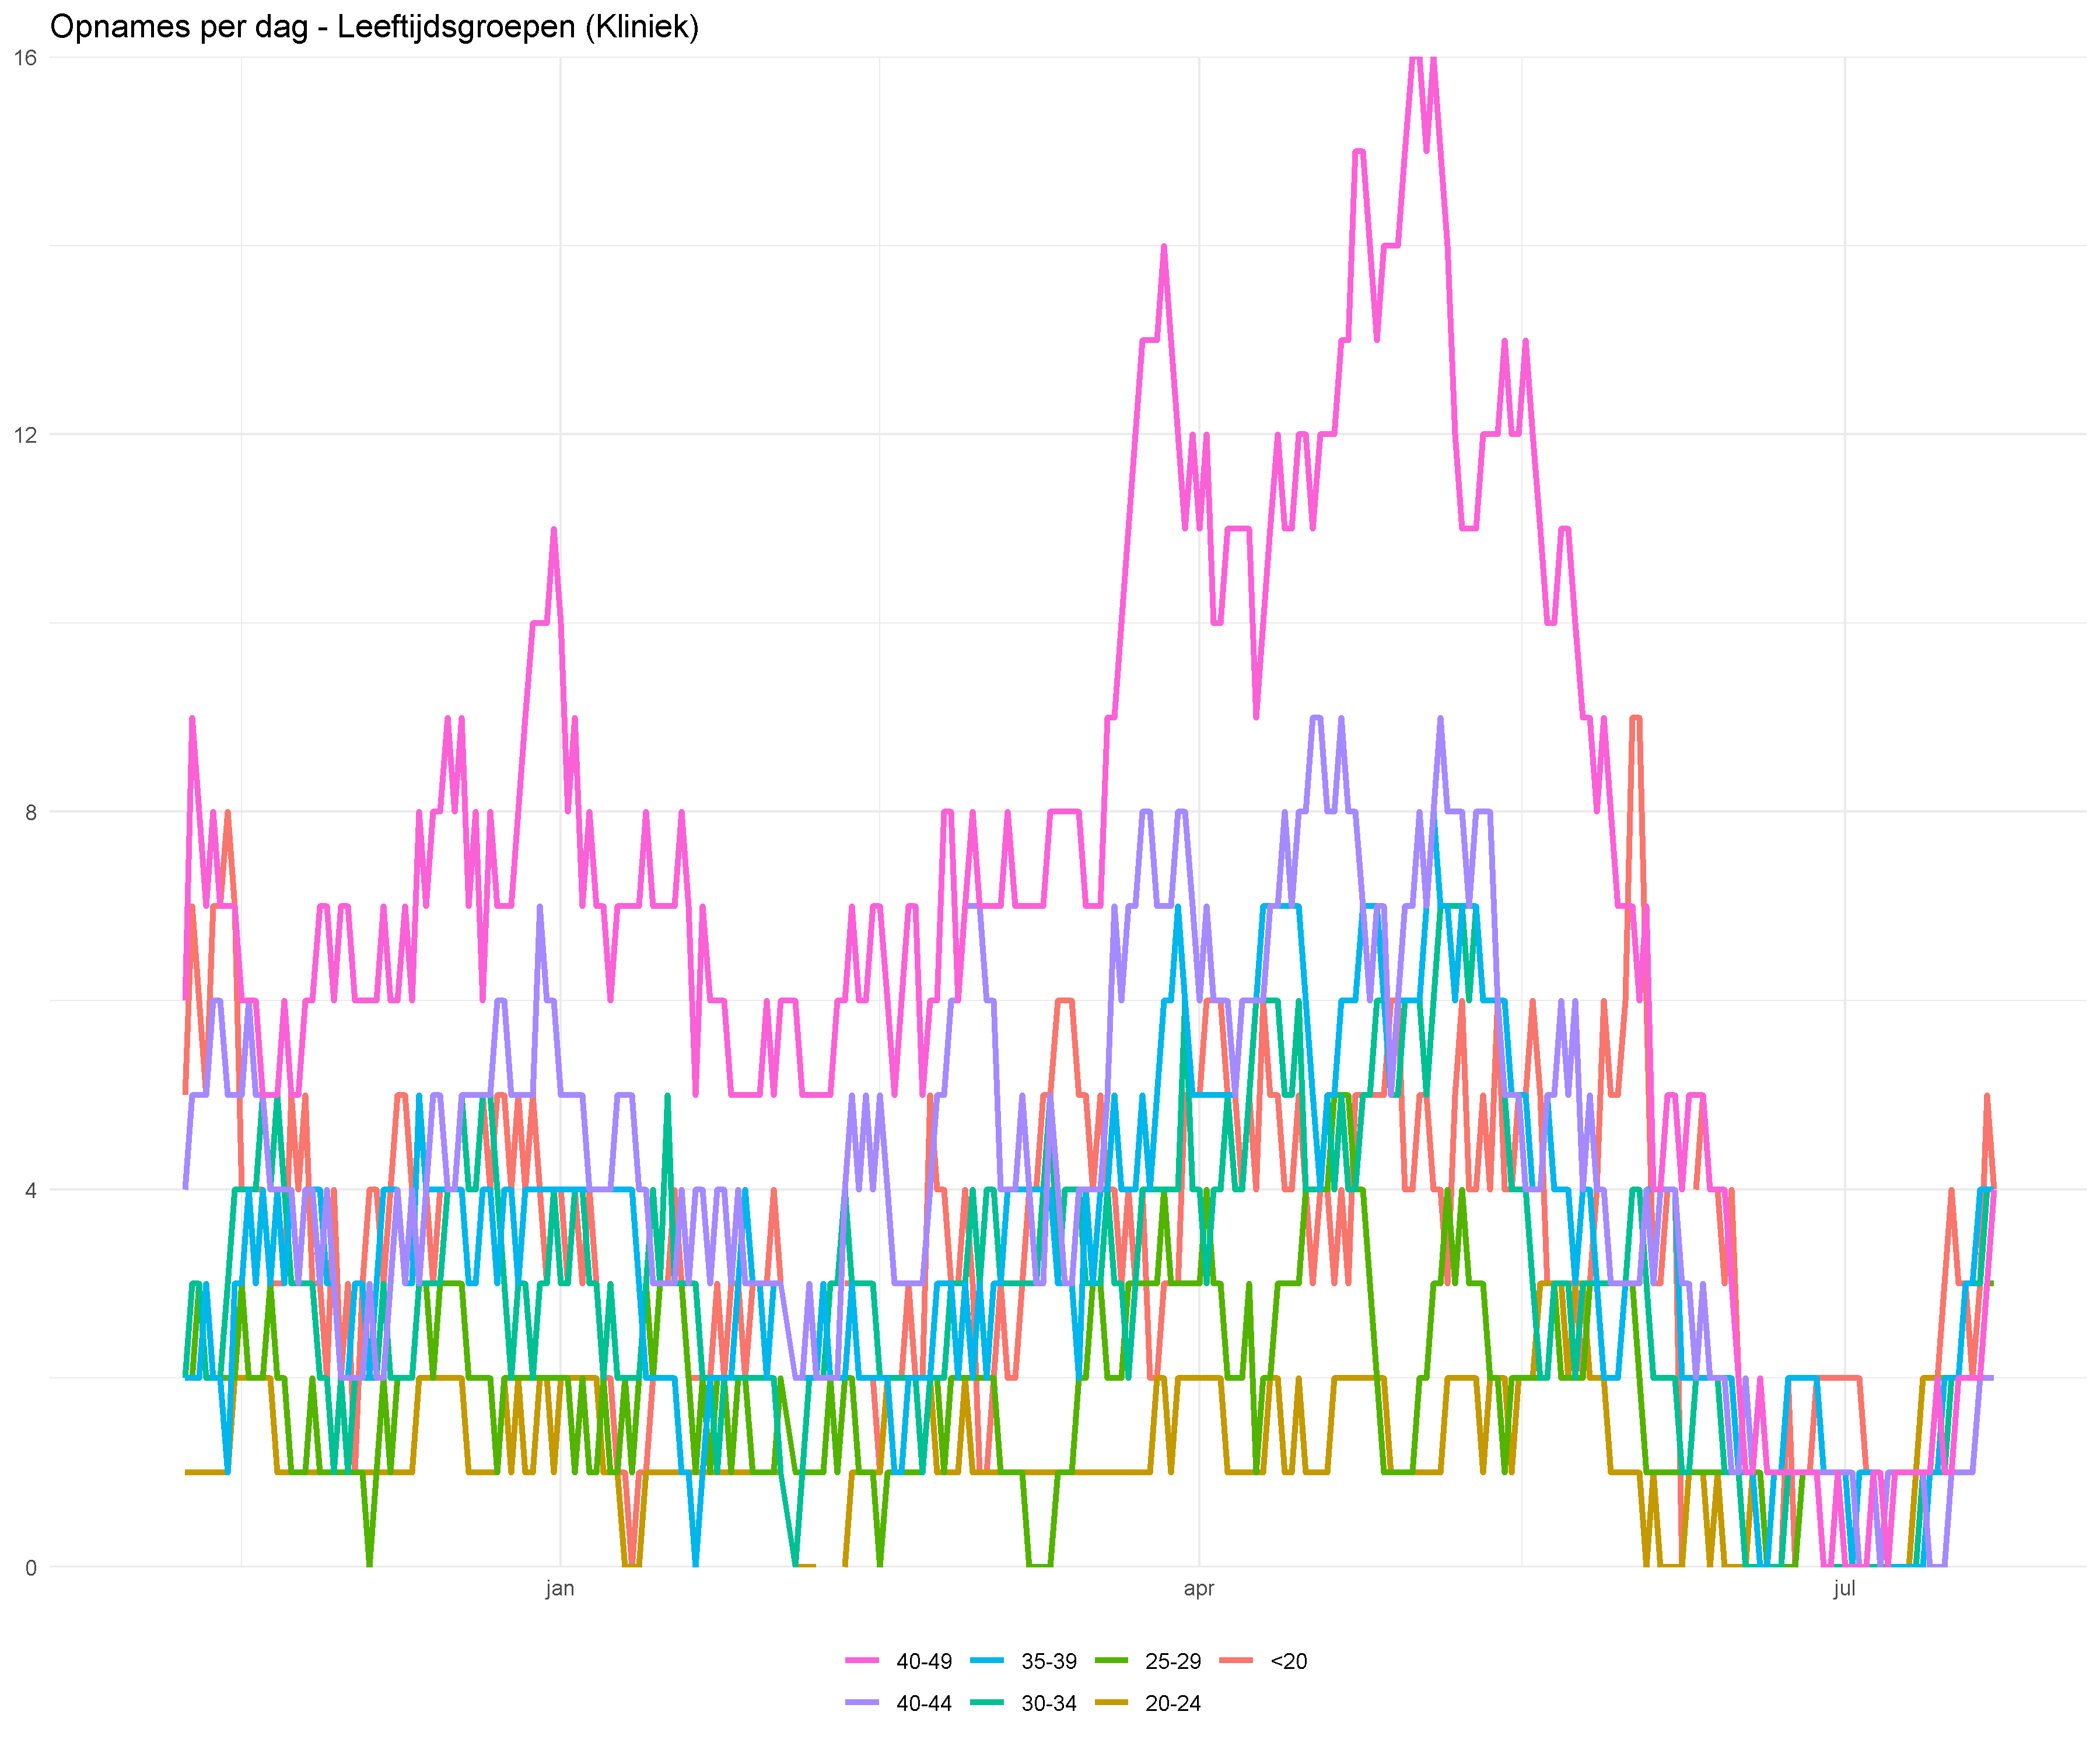 Opnames per dag - Leeftijdsgroepen (Kliniek)
16
12
8
4
0
jan apr jul
40-49 35-39 25-29 <20
40-44 30-34 20-24